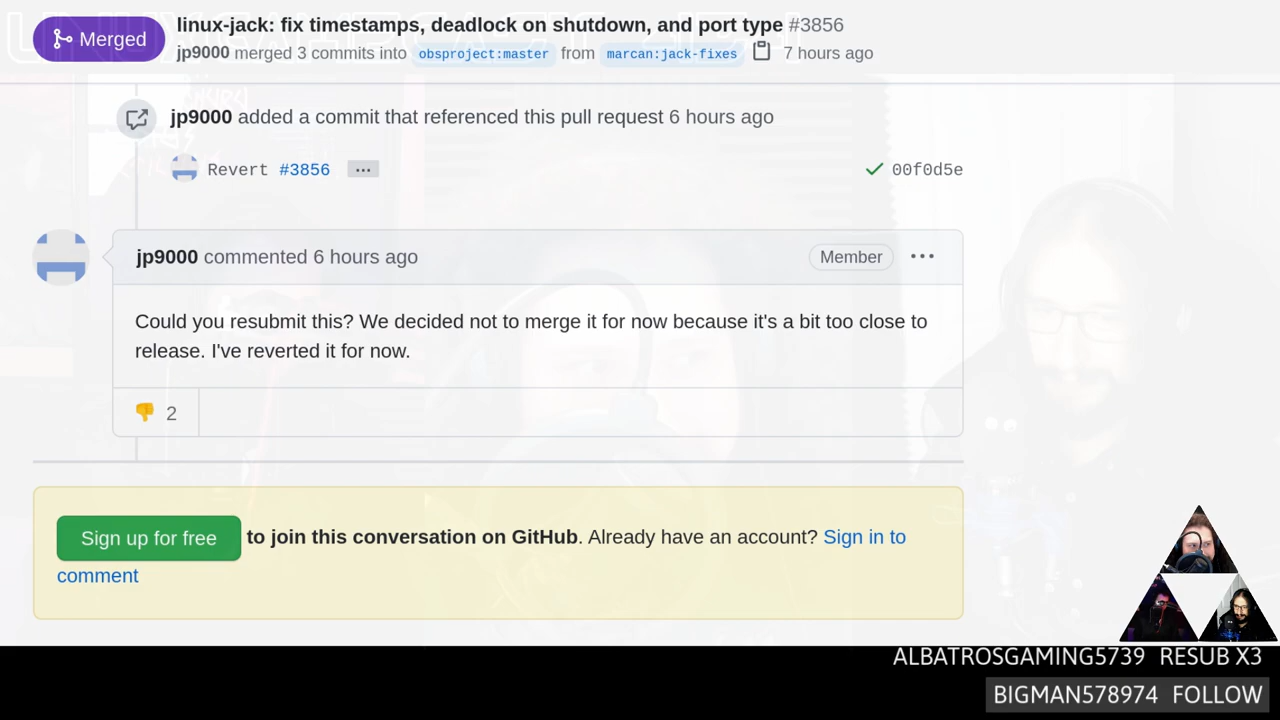 Merged
linux-jack: fix timestamps, deadlock on shutdown, and port type #3856
jp9000 merged 3 commits into obsproject:master from marcan:jack-fixes 7 hours ago
jp9000 added a commit that referenced this pull request 6 hours ago
Revert #3856 ...
00f0d5e
jp9000 commented 6 hours ago
Member ...
Could you resubmit this? We decided not to merge it for now because it's a bit too close to
release. I've reverted it for now.
👎 2
Sign up for free to join this conversation on GitHub. Already have an account? Sign in to
comment
ALBATROSGAMING5739 RESUB X3
BIGMAN578974 FOLLOW